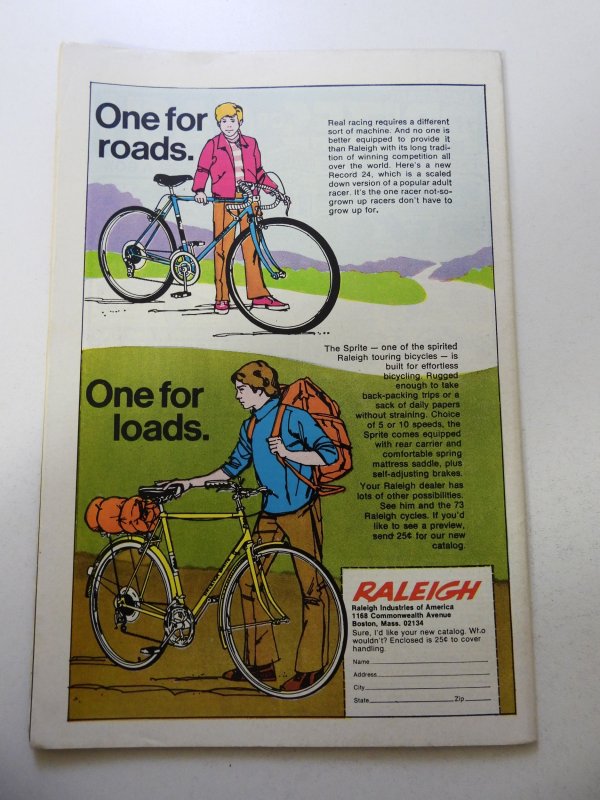 One for
roads.
Real racing requires a different
sort of machine. And no one is
better equipped to provide it
than Raleigh with its long tradi-
tion of winning competition all
over the world. Here's a new
Record 24, which is a scaled
down version of a popular adult
racer. It's the one racer not-so-
grown up racers don't have to
grow up for.
The Sprite — one of the spirited
Raleigh touring bicycles — is
built for effortless
bicycling. Rugged
enough to take
back-packing trips or a
sack of daily papers
without straining. Choice
of 5 or 10 speeds, the
Sprite comes equipped
with rear carrier and
comfortable spring
mattress saddle, plus
self-adjusting brakes.
Your Raleigh dealer has
lots of other possibilities.
See him and the 73
Raleigh cycles. If you'd
like to see a preview,
send 25¢ for our new
catalog.
One for
loads.
RALEIGH
Raleigh Industries of America
1168 Commonwealth Avenue
Boston, Mass. 02134
Sure, I'd like your new catalog. Who
wouldn't? Enclosed is 25¢ to cover
handling.
Name
Address
City
State Zip